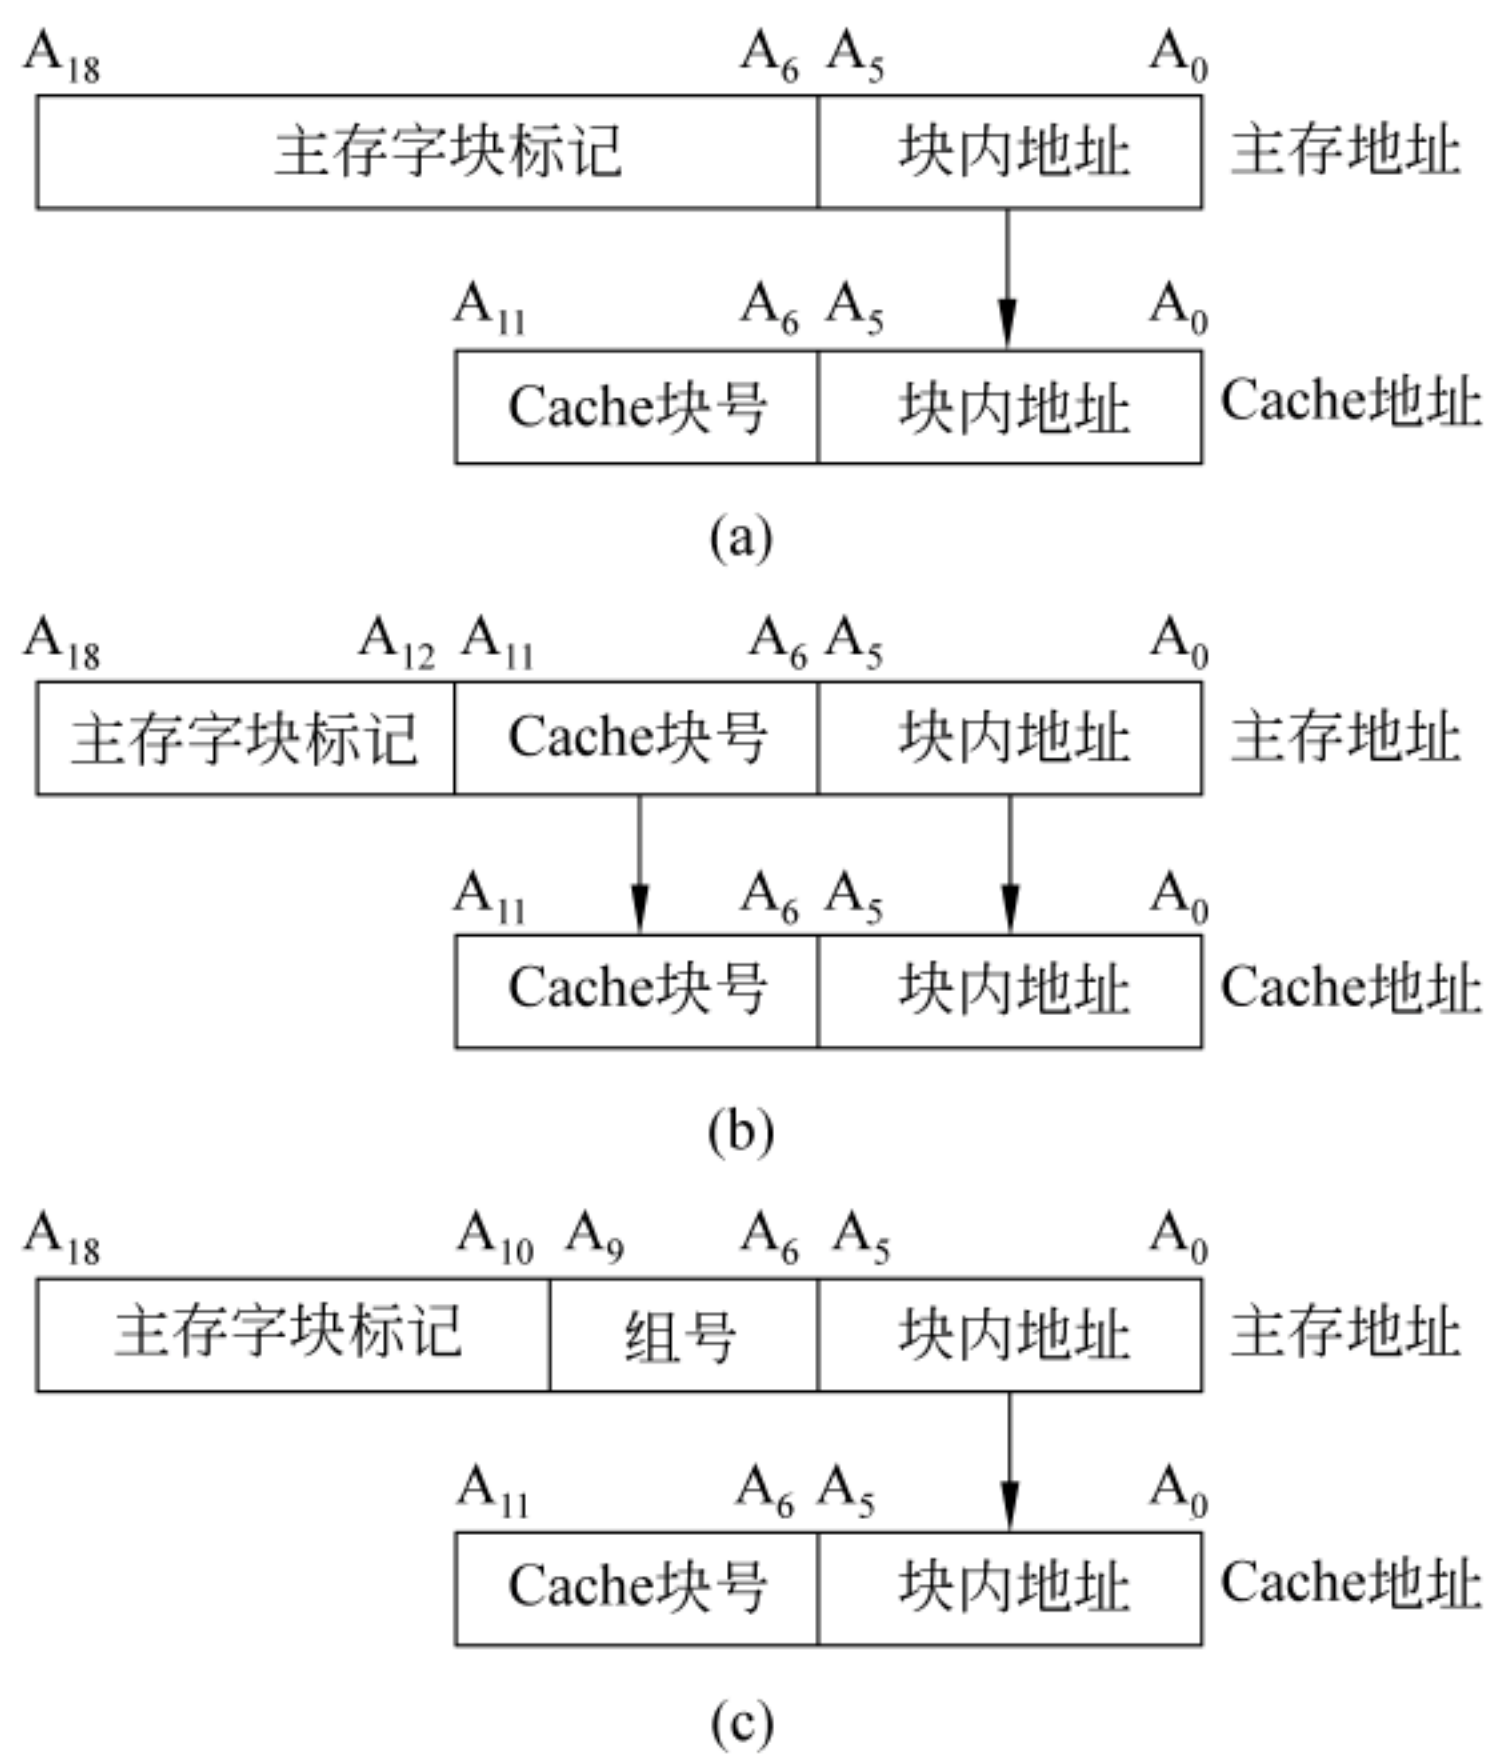 A18 A6 A5 A0
主存字块标记 块内地址 主存地址
A11 A6 A5 A0
Cache块号 块内地址 Cache地址
(a)
A18 A12 A11 A6 A5 A0
主存字块标记 Cache块号 块内地址 主存地址
A11 A6 A5 A0
Cache块号 块内地址 Cache地址
(b)
A18 A10 A9 A6 A5 A0
主存字块标记 组号 块内地址 主存地址
A11 A6 A5 A0
Cache块号 块内地址 Cache地址
(c)